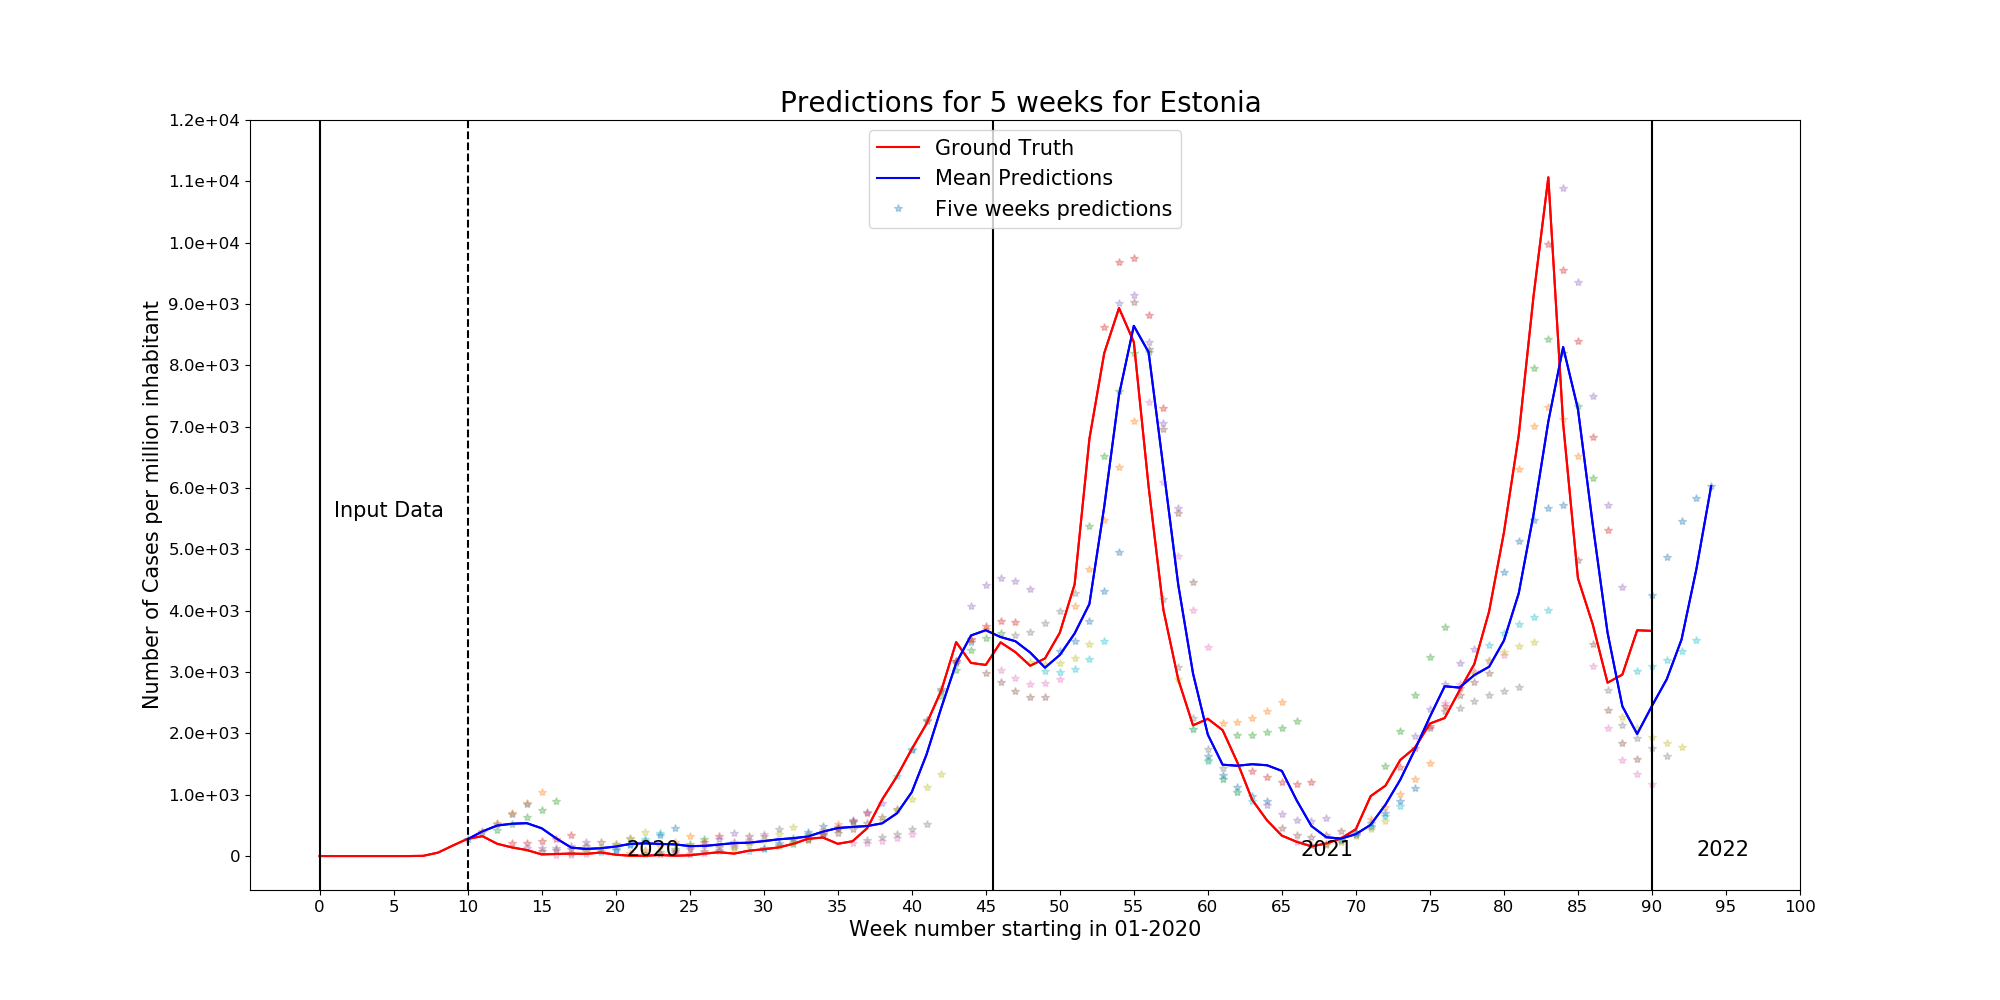 Predictions for 5 weeks for Estonia
Number of Cases per million inhabitant
1.2e+04
1.1e+04
1.0e+04
9.0e+03
8.0e+03
7.0e+03
6.0e+03
5.0e+03
4.0e+03
3.0e+03
2.0e+03
1.0e+03
0
Ground Truth
Mean Predictions
Five weeks predictions
Input Data
2020
2021
2022
0 5 10 15 20 25 30 35 40 45 50 55 60 65 70 75 80 85 90 95 100
Week number starting in 01-2020